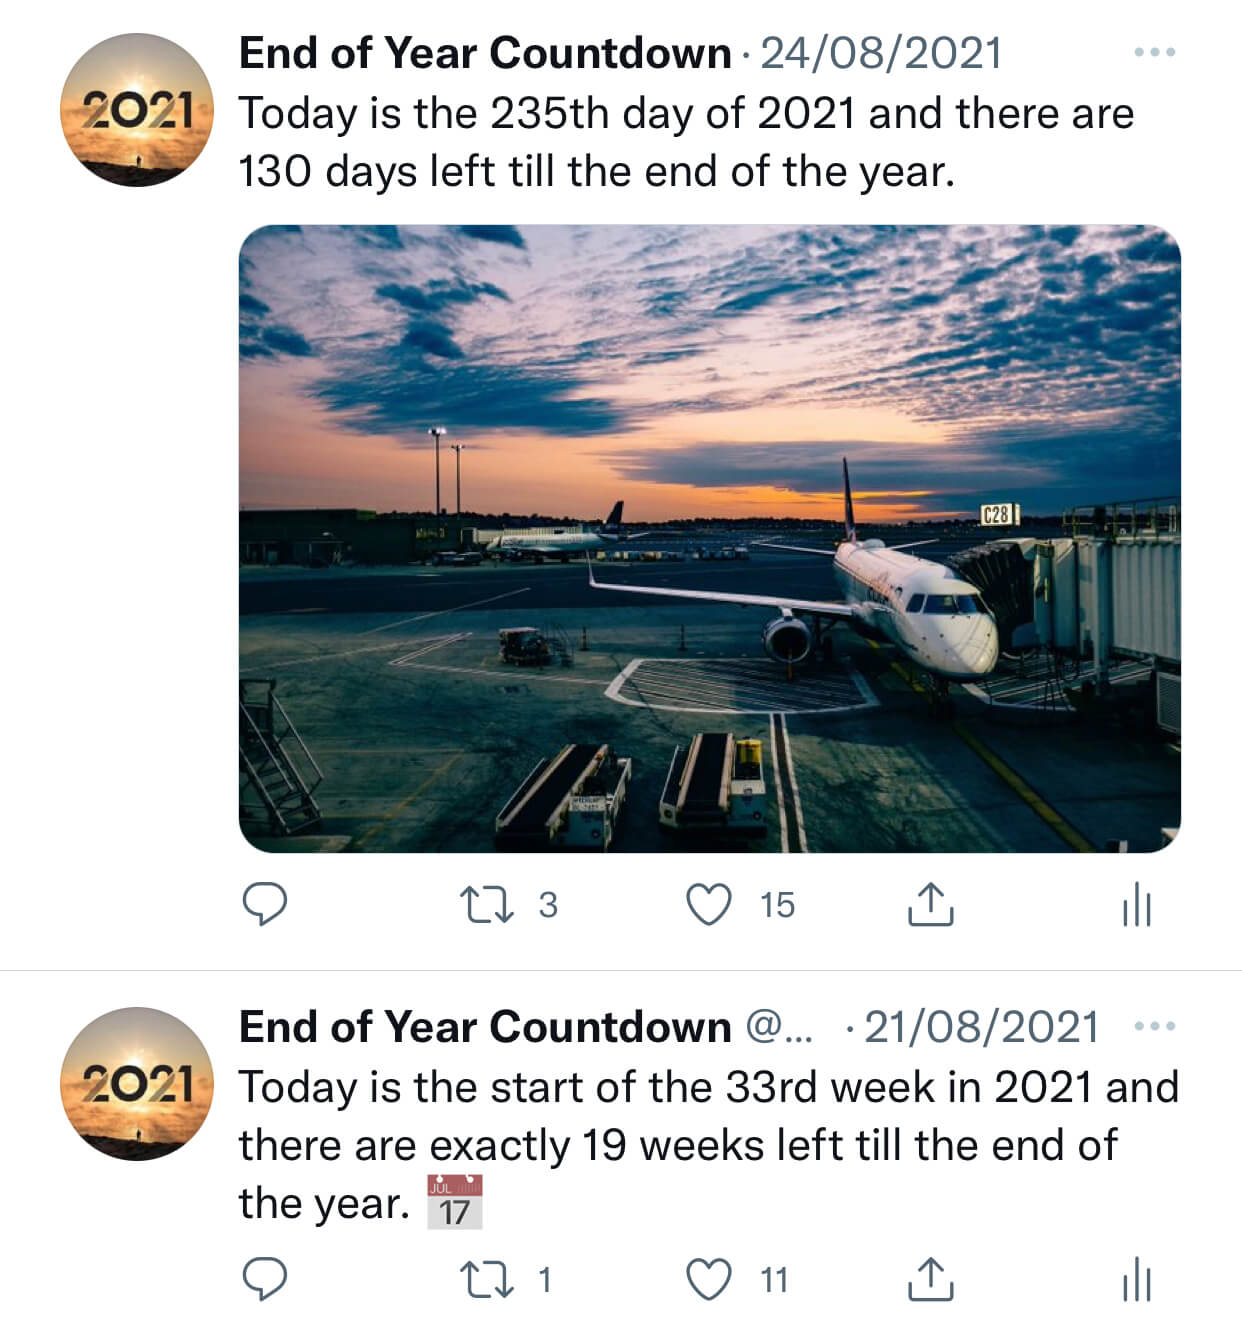 End of Year Countdown · 24/08/2021
2021
Today is the 235th day of 2021 and there are
130 days left till the end of the year.
C28
3
15
End of Year Countdown @... · 21/08/2021
2021
Today is the start of the 33rd week in 2021 and
there are exactly 19 weeks left till the end of
the year.
JUL
17
1
11